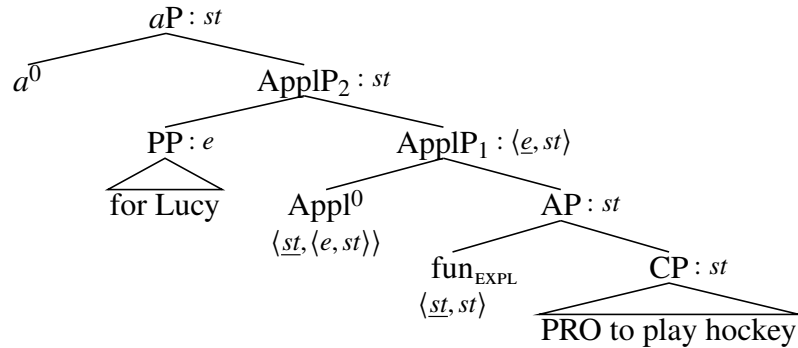 aP : st
a⁰ ApplP₂ : st
PP : e ApplP₁ : ⟨e, st⟩
for Lucy Appl⁰ AP : st
⟨st, ⟨e, st⟩⟩ fun_EXPL CP : st
⟨st, st⟩ PRO to play hockey